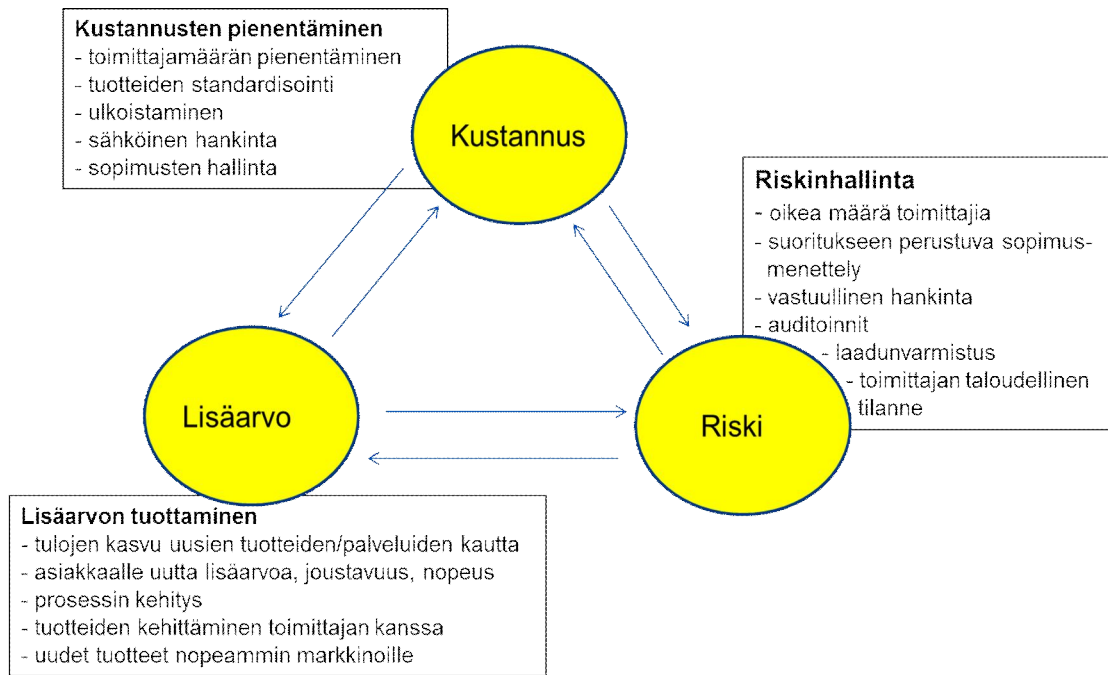 Kustannusten pienentäminen
- toimittajamäärän pienentäminen
- tuotteiden standardisointi
- ulkoistaminen
- sähköinen hankinta
- sopimusten hallinta
Kustannus
Riskinhallinta
- oikea määrä toimittajia
- suoritukseen perustuva sopimus-
menettely
- vastuullinen hankinta
- auditoinnit
- laadunvarmistus
- toimittajan taloudellinen
tilanne
Lisäarvo
Riski
Lisäarvon tuottaminen
- tulojen kasvu uusien tuotteiden/palveluiden kautta
- asiakkaalle uutta lisäarvoa, joustavuus, nopeus
- prosessin kehitys
- tuotteiden kehittäminen toimittajan kanssa
- uudet tuotteet nopeammin markkinoille